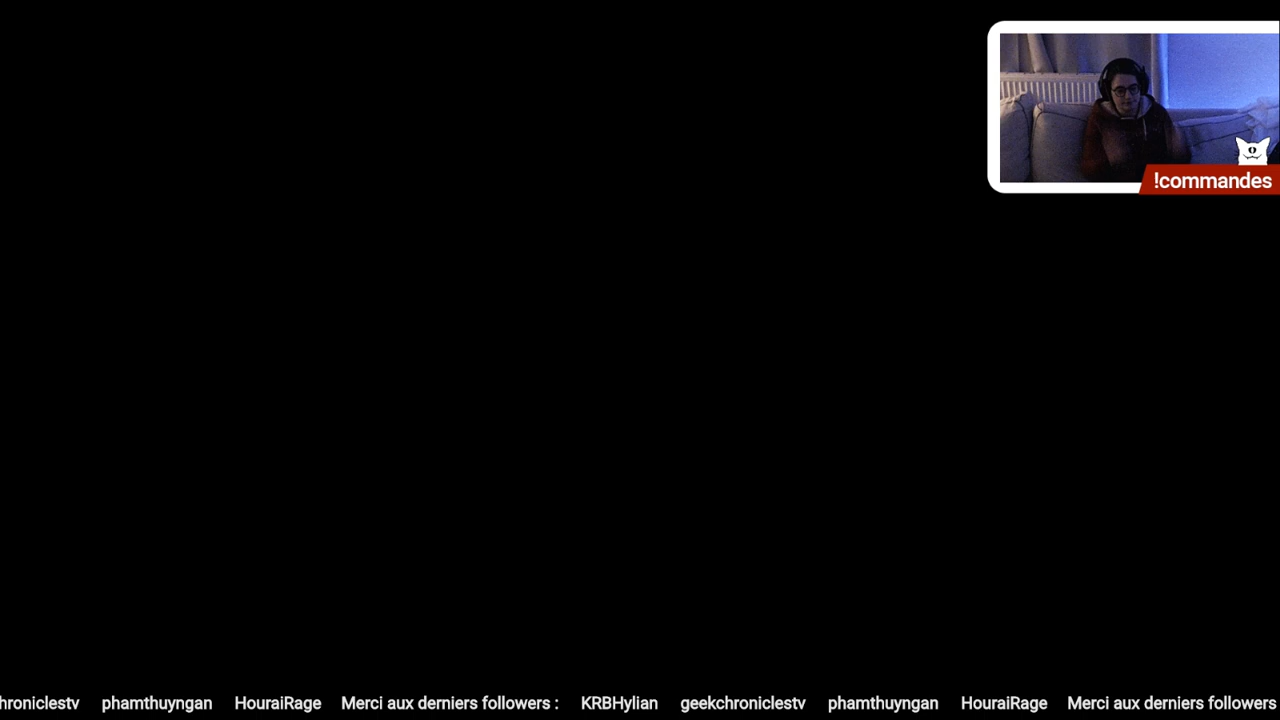 !commandes
hroniclestv phamthuyngan HouraiRage Merci aux derniers followers : KRBHylian geekchroniclestv phamthuyngan HouraiRage Merci aux derniers followers